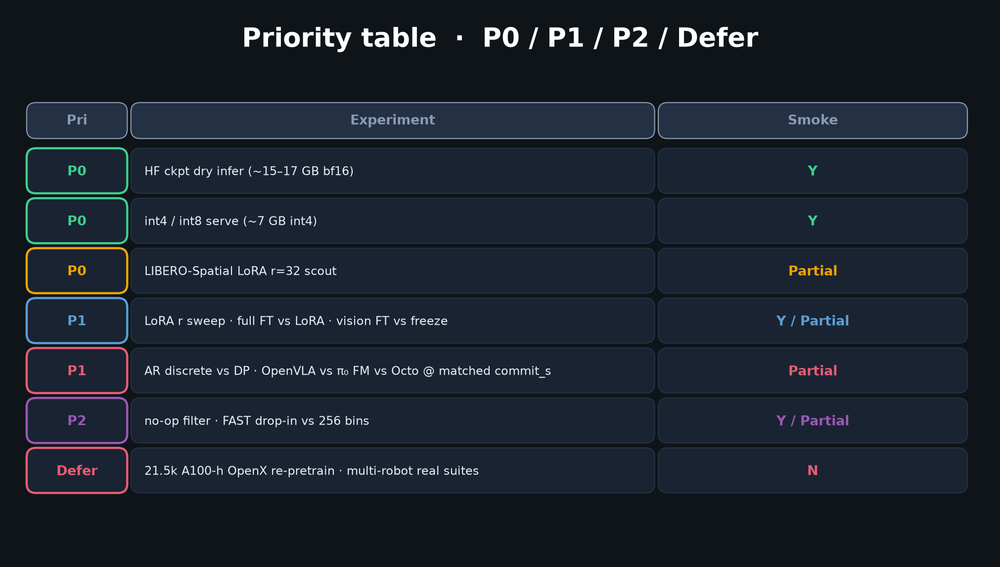 Priority table · P0 / P1 / P2 / Defer
Pri Experiment Smoke
P0 HF ckpt dry infer (~15–17 GB bf16) Y
P0 int4 / int8 serve (~7 GB int4) Y
P0 LIBERO-Spatial LoRA r=32 scout Partial
P1 LoRA r sweep · full FT vs LoRA · vision FT vs freeze Y / Partial
P1 AR discrete vs DP · OpenVLA vs π₀ FM vs Octo @ matched commit_s Partial
P2 no-op filter · FAST drop-in vs 256 bins Y / Partial
Defer 21.5k A100-h OpenX re-pretrain · multi-robot real suites N